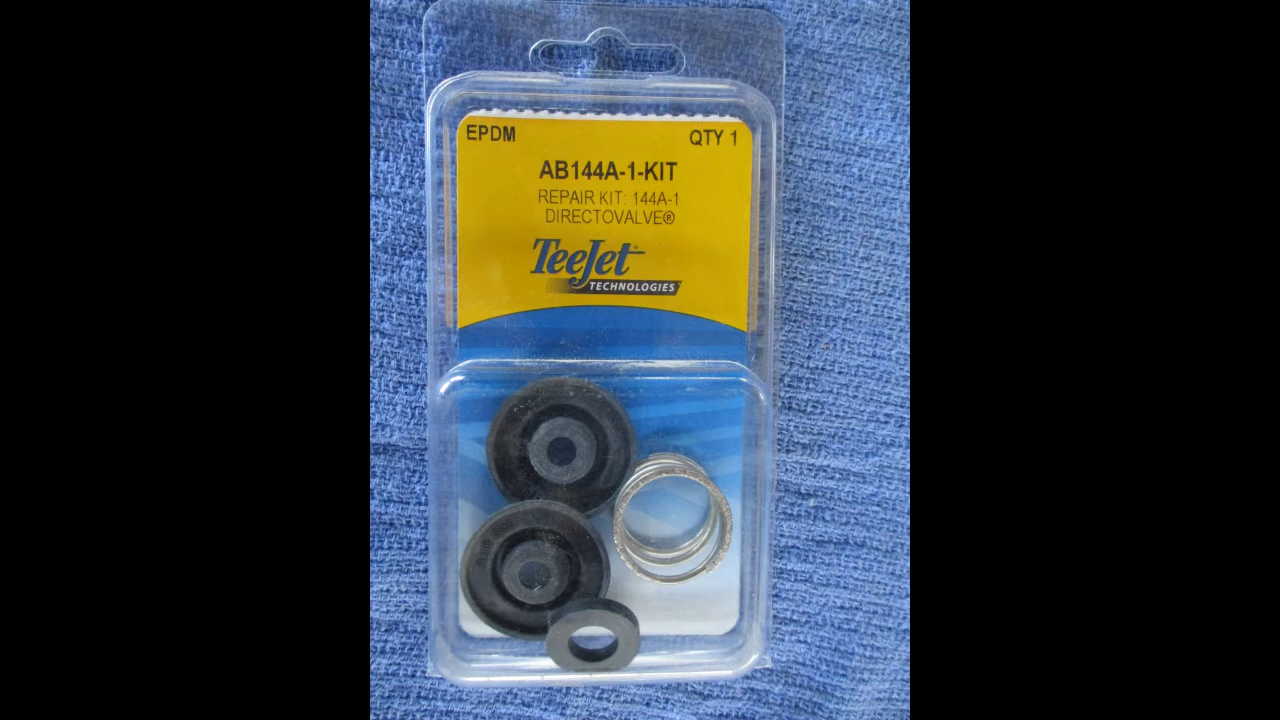 EPDM QTY 1
AB144A-1-KIT
REPAIR KIT: 144A-1
DIRECTOVALVE®
TeeJet®
TECHNOLOGIES